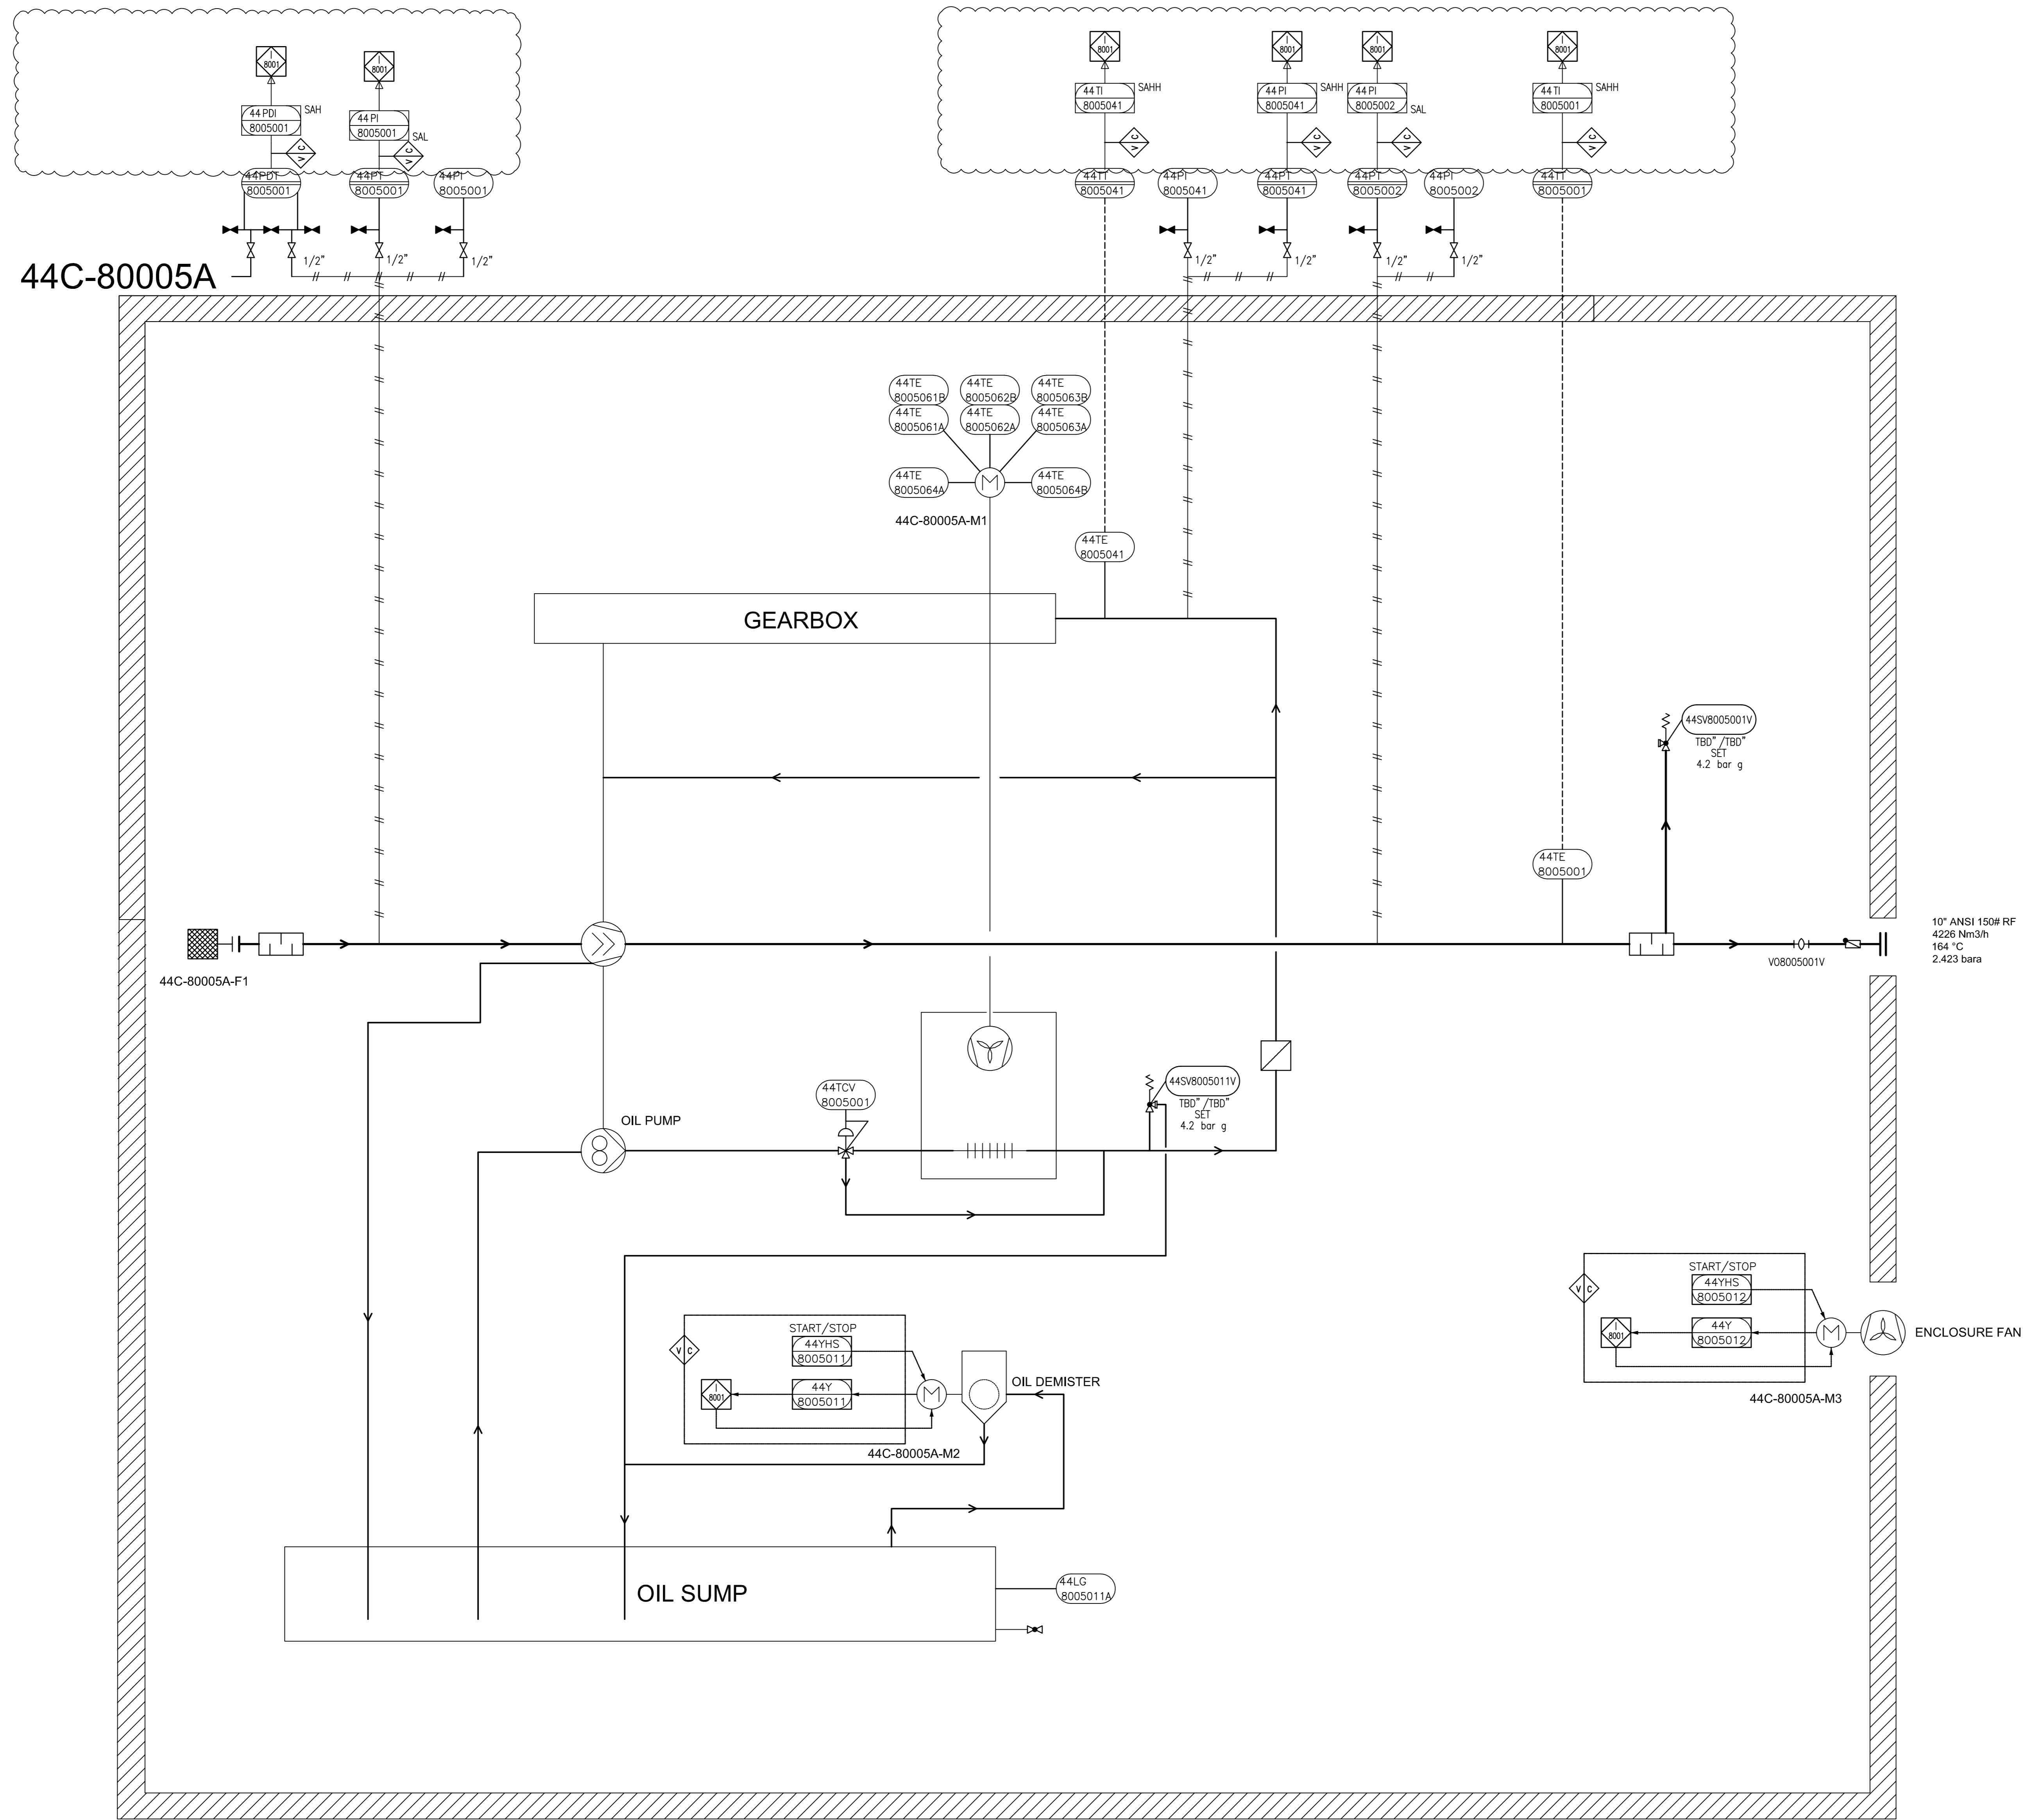 I
8001
44 PDI
8005001
SAH
V C
44PDT
8005001
I
8001
44 PI
8005001
SAL
V C
44PT
8005001
44PI
8005001
1/2"
1/2"
1/2"
44C-80005A
I
8001
44 TI
8005041
SAHH
V C
44TT
8005041
44PI
8005041
I
8001
44 PI
8005041
SAHH
V C
44PT
8005041
I
8001
44 PI
8005002
SAL
V C
44PT
8005002
44PI
8005002
I
8001
44 TI
8005001
SAHH
V C
44TT
8005001
1/2"
1/2"
1/2"
1/2"
44TE
8005061B
44TE
8005062B
44TE
8005063B
44TE
8005061A
44TE
8005062A
44TE
8005063A
44TE
8005064A
M
44TE
8005064B
44C-80005A-M1
44TE
8005041
GEARBOX
44SV8005001V
TBD"/TBD"
SET
4.2 bar g
44TE
8005001
10" ANSI 150# RF
4226 Nm3/h
164 °C
2.423 bara
VO8005001V
44C-80005A-F1
44TCV
8005001
OIL PUMP
44SV8005011V
TBD"/TBD"
SET
4.2 bar g
START/STOP
44YHS
8005012
V C
I
8001
44Y
8005012
M
ENCLOSURE FAN
44C-80005A-M3
START/STOP
44YHS
8005011
V C
I
8001
44Y
8005011
M
OIL DEMISTER
44C-80005A-M2
OIL SUMP
44LG
8005011A